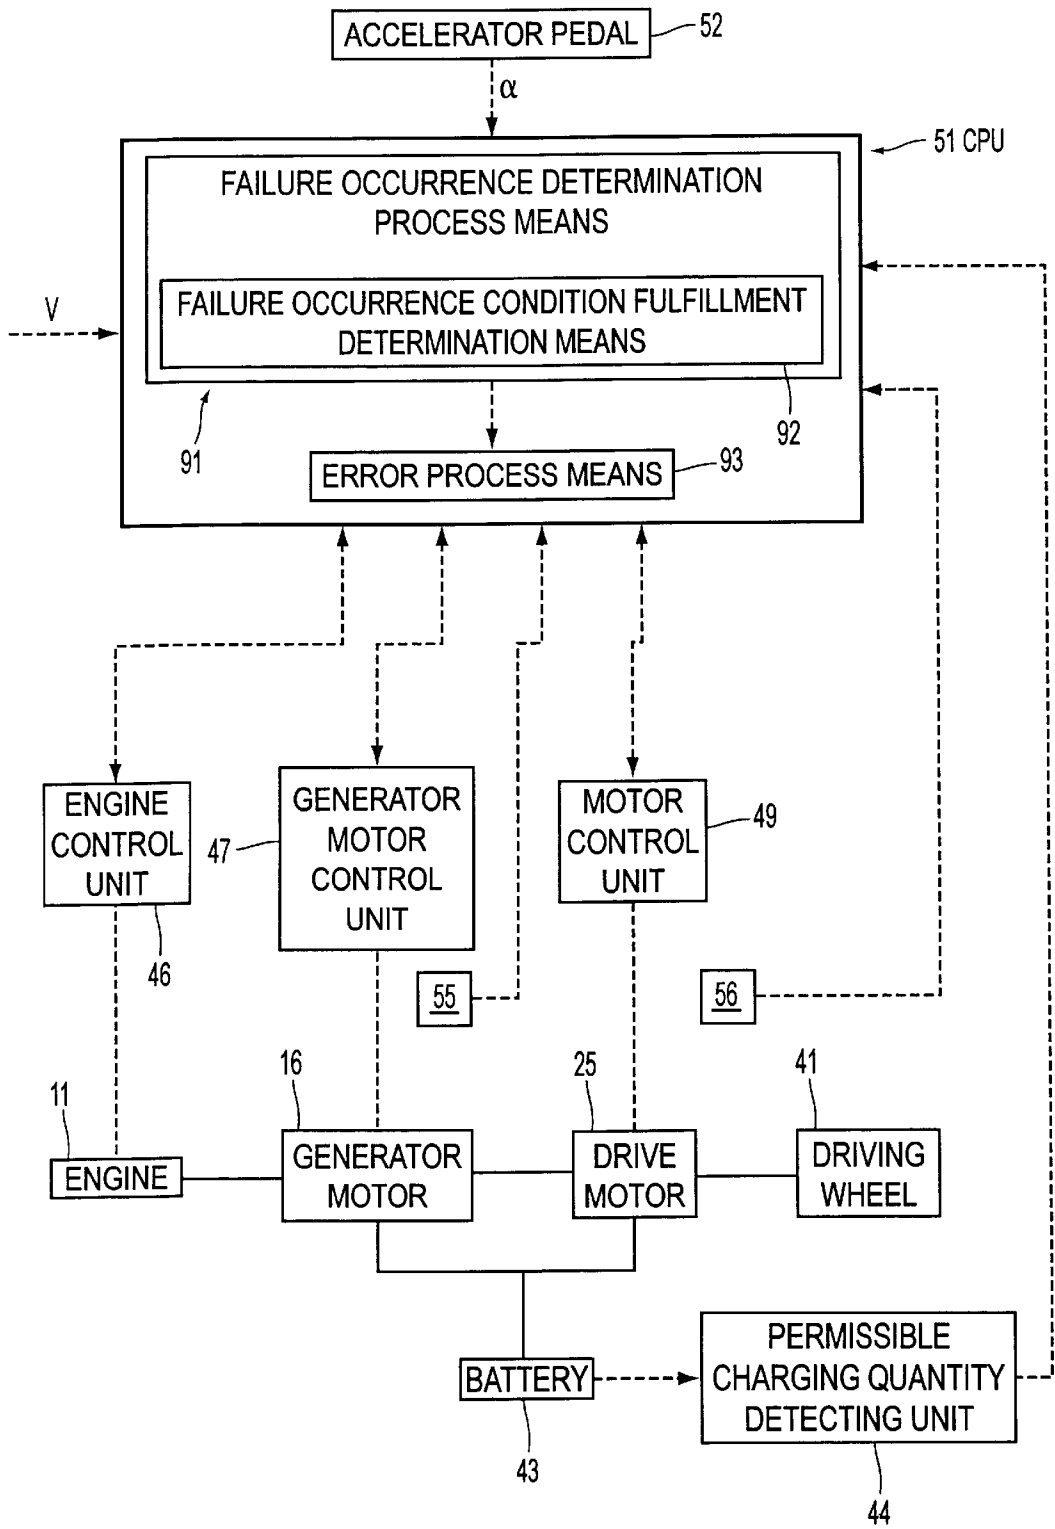 ACCELERATOR PEDAL
52
α
51 CPU
FAILURE OCCURRENCE DETERMINATION
PROCESS MEANS
V
FAILURE OCCURRENCE CONDITION FULFILLMENT
DETERMINATION MEANS
91
92
ERROR PROCESS MEANS
93
ENGINE
CONTROL
UNIT
46
47
GENERATOR
MOTOR
CONTROL
UNIT
MOTOR
CONTROL
UNIT
49
55
56
11
ENGINE
16
GENERATOR
MOTOR
25
DRIVE
MOTOR
41
DRIVING
WHEEL
BATTERY
43
PERMISSIBLE
CHARGING QUANTITY
DETECTING UNIT
44